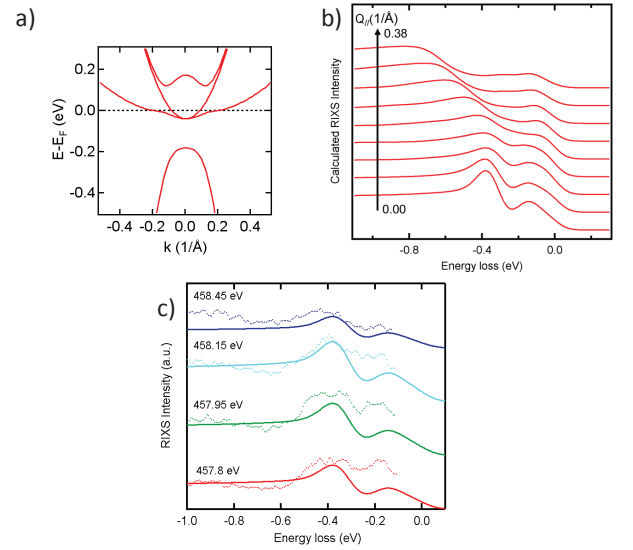 a)
0.2
0.0
-0.2
-0.4
E-E_F (eV)
-0.4 -0.2 0.0 0.2 0.4
k (1/Å)
b)
Q_//(1/Å)
0.38
0.00
Calculated RIXS Intensity
-0.8 -0.4 0.0
Energy loss (eV)
c)
458.45 eV
458.15 eV
457.95 eV
457.8 eV
RIXS Intensity (a.u.)
-1.0 -0.8 -0.6 -0.4 -0.2 0.0
Energy loss (eV)